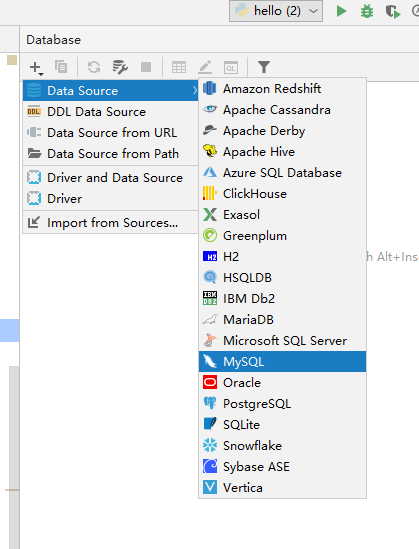 hello (2)
Database
Data Source
DDL Data Source
Data Source from URL
Data Source from Path
Driver and Data Source
Driver
Import from Sources...
Amazon Redshift
Apache Cassandra
Apache Derby
Apache Hive
Azure SQL Database
ClickHouse
Exasol
Greenplum
H2
HSQLDB
IBM Db2
MariaDB
Microsoft SQL Server
MySQL
Oracle
PostgreSQL
SQLite
Snowflake
Sybase ASE
Vertica
h Alt+Ins